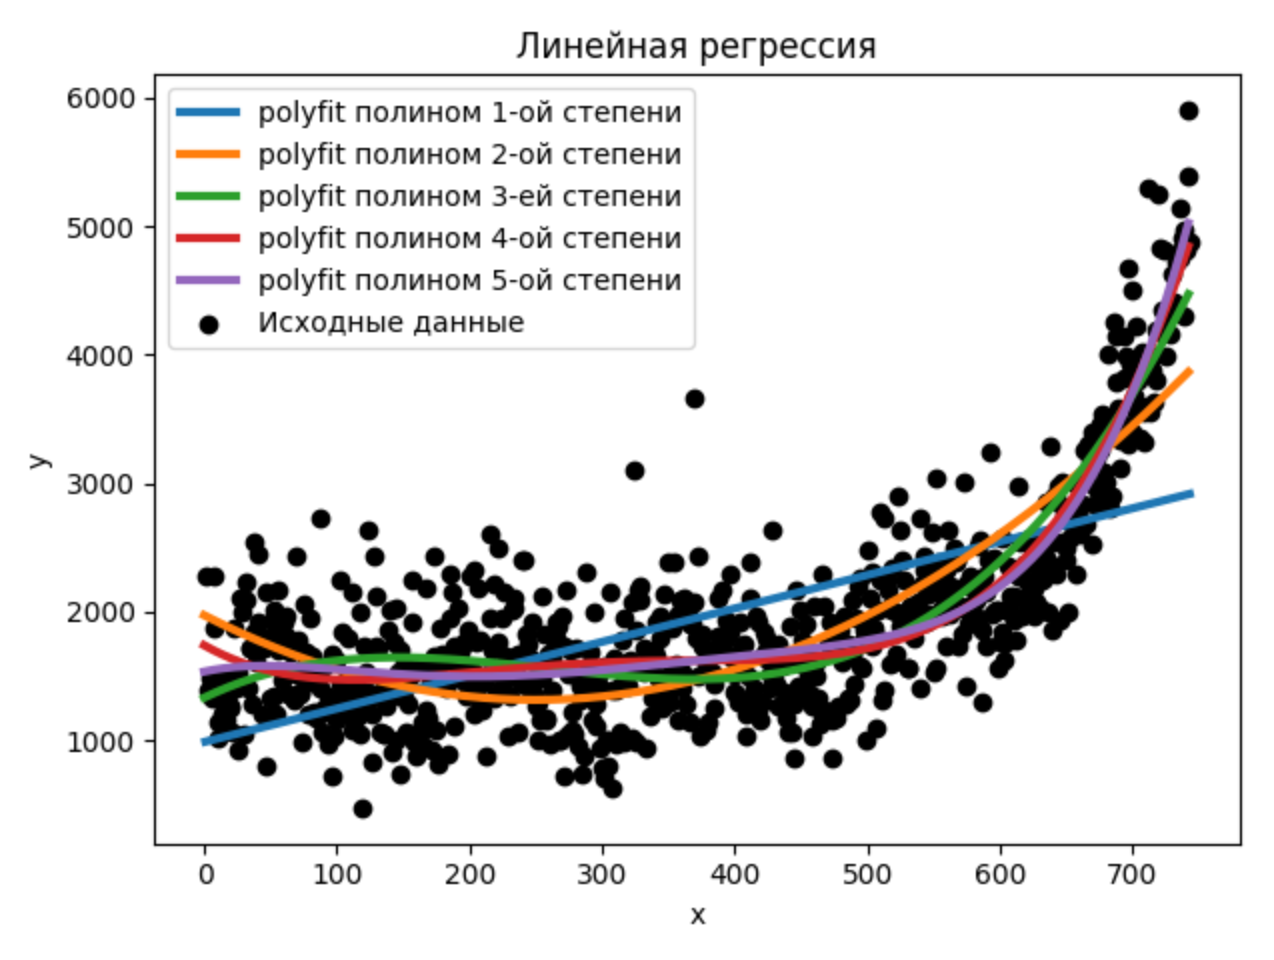 Линейная регрессия
6000
5000
4000
3000
2000
1000
y
polyfit полином 1-ой степени
polyfit полином 2-ой степени
polyfit полином 3-ей степени
polyfit полином 4-ой степени
polyfit полином 5-ой степени
Исходные данные
0 100 200 300 400 500 600 700
x